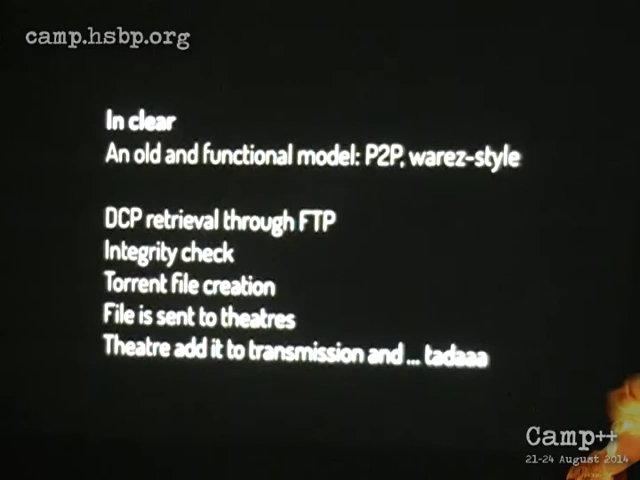 camp.hsbp.org
In clear
An old and functional model: P2P, warez-style
DCP retrieval through FTP
Integrity check
Torrent file creation
File is sent to theatres
Theatre add it to transmission and ... tadaaa
Camp++
21-24 August 2014